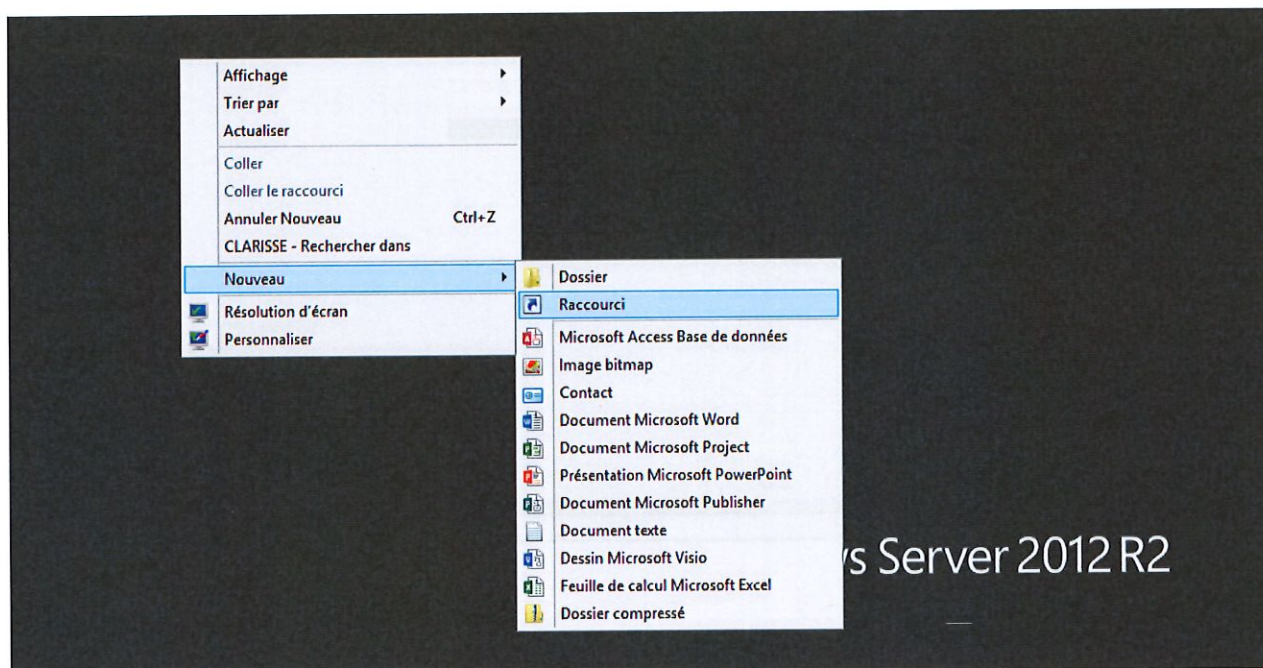 Affichage
Trier par
Actualiser
Coller
Coller le raccourci
Annuler Nouveau Ctrl+Z
CLARISSE - Rechercher dans
Nouveau
Résolution d'écran
Personnaliser
Dossier
Raccourci
Microsoft Access Base de données
Image bitmap
Contact
Document Microsoft Word
Document Microsoft Project
Présentation Microsoft PowerPoint
Document Microsoft Publisher
Document texte
Dessin Microsoft Visio
Feuille de calcul Microsoft Excel
Dossier compressé
s Server 2012 R2